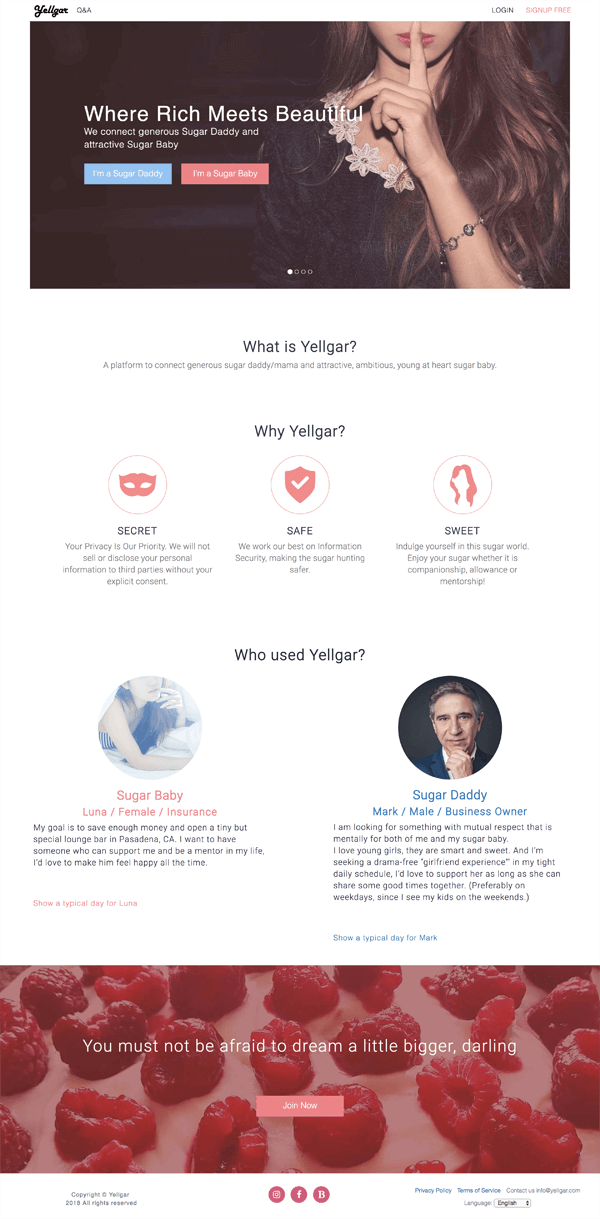 Yellgar
Q&A
LOGIN
SIGNUP FREE
Where Rich Meets Beautiful
We connect generous Sugar Daddy and
attractive Sugar Baby
I'm a Sugar Daddy
I'm a Sugar Baby
What is Yellgar?
A platform to connect generous sugar daddy/mama and attractive, ambitious, young at heart sugar baby.
Why Yellgar?
SECRET
Your Privacy Is Our Priority. We will not
sell or disclose your personal
information to third parties without your
explicit consent.
SAFE
We work our best on Information
Security, making the sugar hunting
safer.
SWEET
Indulge yourself in this sugar world.
Enjoy your sugar whether it is
companionship, allowance or
mentorship!
Who used Yellgar?
Sugar Baby
Luna / Female / Insurance
My goal is to save enough money and open a tiny but
special lounge bar in Pasadena, CA. I want to have
someone who can support me and be a mentor in my life,
I'd love to make him feel happy all the time.
Show a typical day for Luna
Sugar Daddy
Mark / Male / Business Owner
I am looking for something with mutual respect that is
mentally for both of me and my sugar baby.
I love young girls, they are smart and sweet. And I'm
seeking a drama-free "girlfriend experience'" in my tight
daily schedule, I'd love to support her as long as she can
share some good times together. (Preferably on
weekdays, since I see my kids on the weekends.)
Show a typical day for Mark
You must not be afraid to dream a little bigger, darling
Join Now
Copyright © Yellgar
2018 All rights reserved
Privacy Policy Terms of Service Contact us info@yellgar.com
Language: English